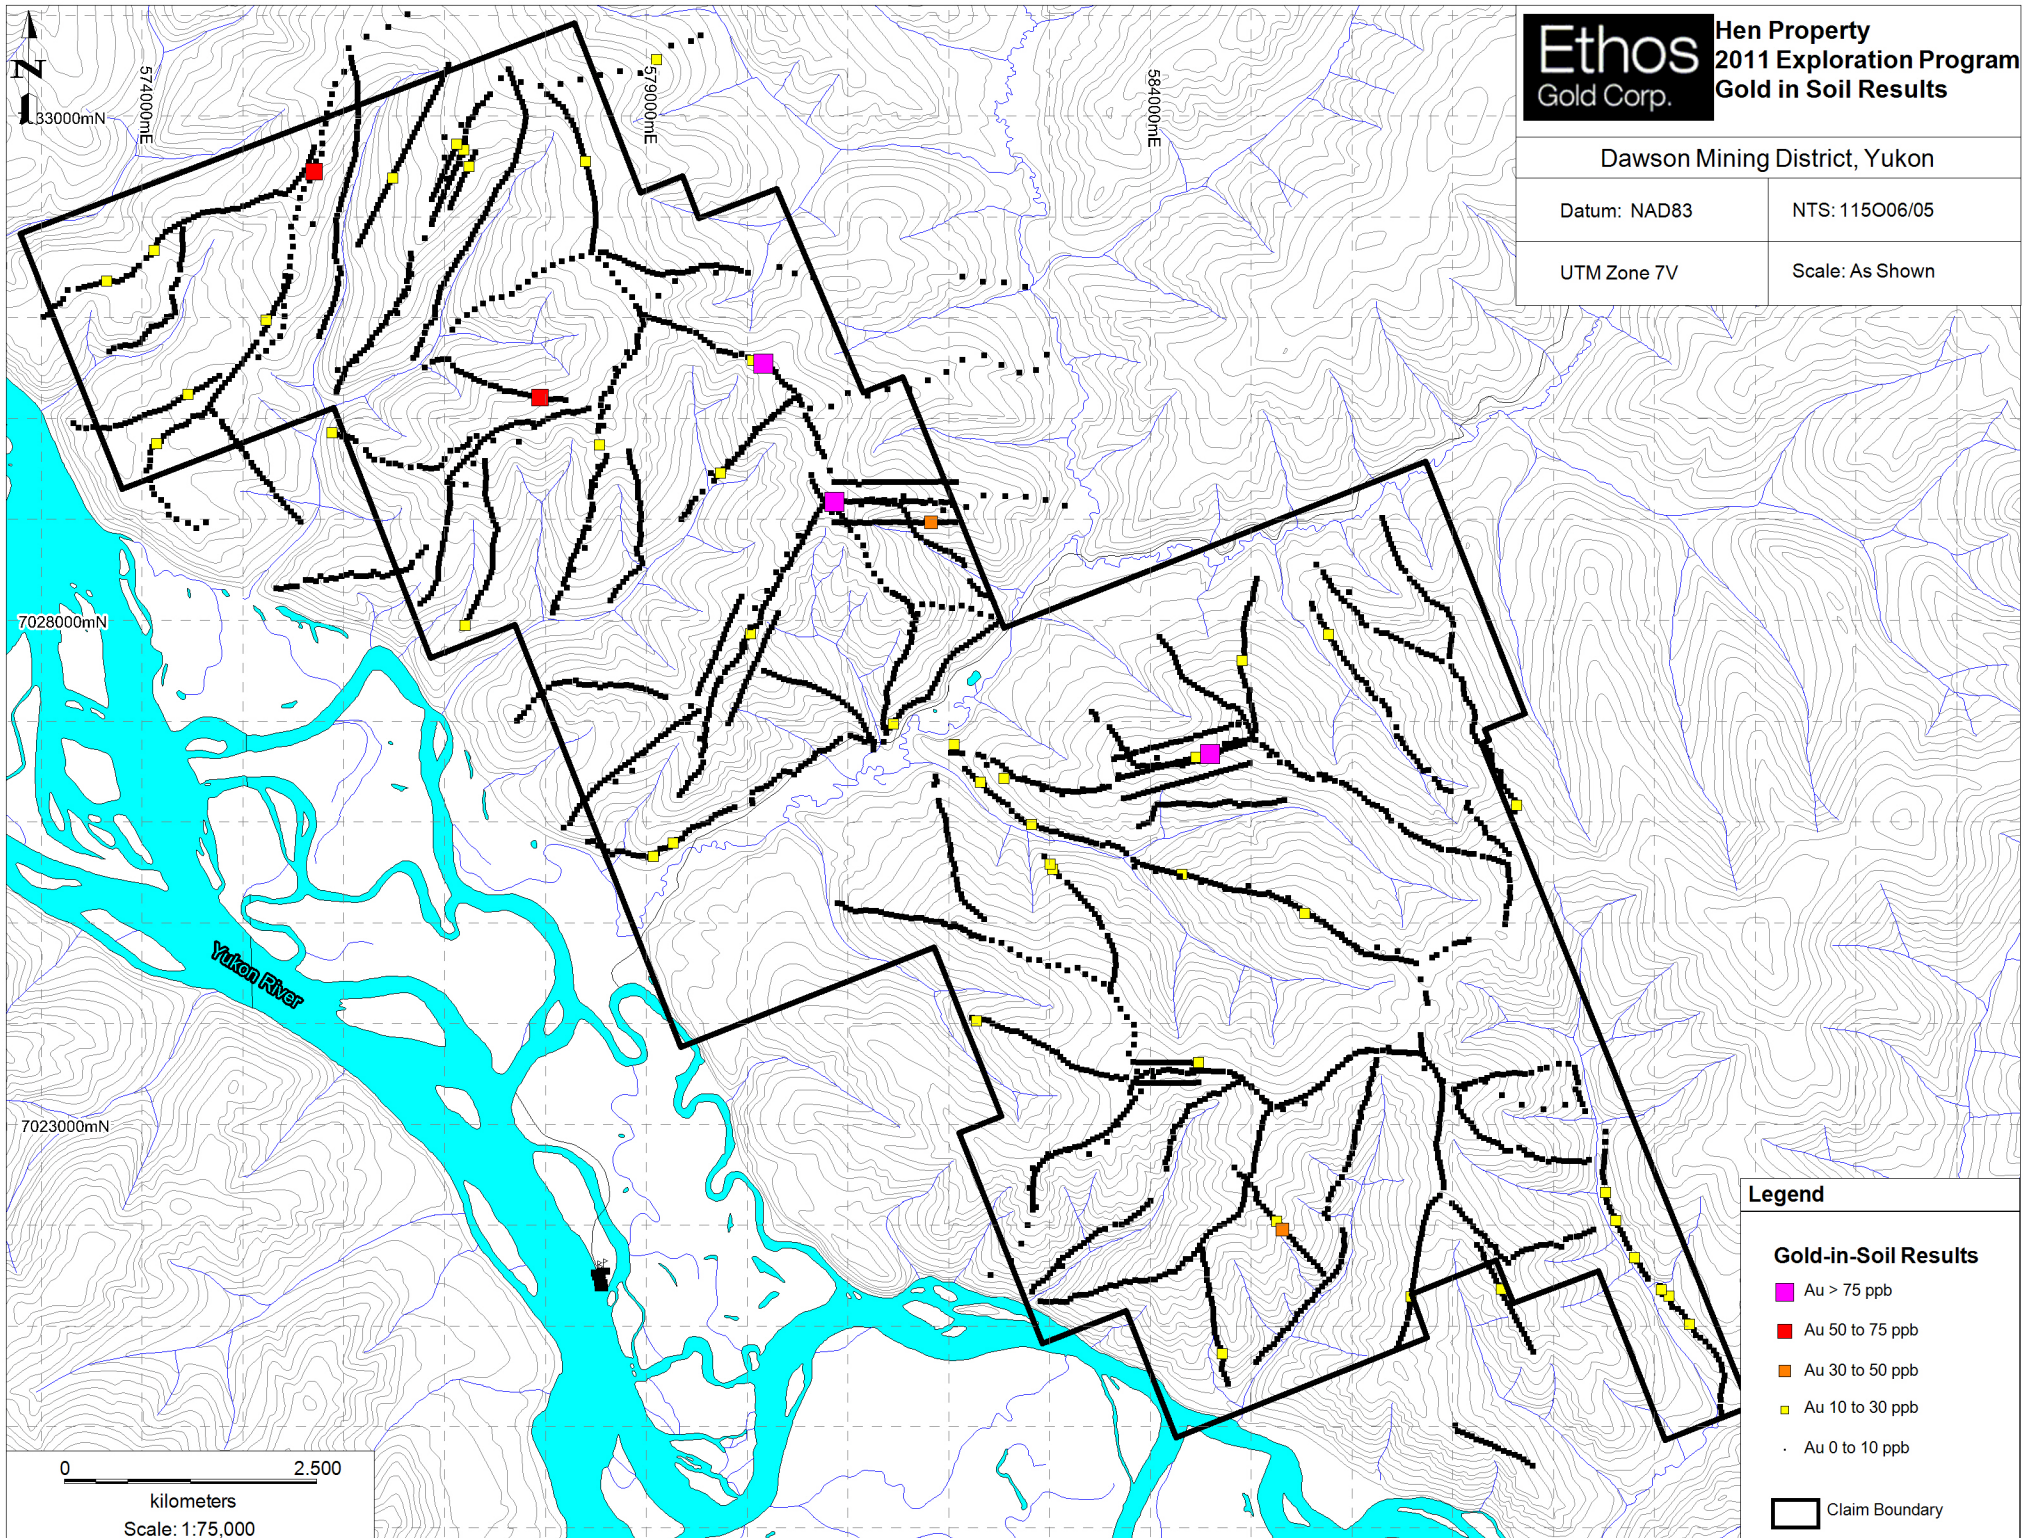 Ethos
Gold Corp.
Hen Property
2011 Exploration Program
Gold in Soil Results
Dawson Mining District, Yukon
Datum: NAD83
NTS: 115O06/05
UTM Zone 7V
Scale: As Shown
N
574000mE
579000mE
584000mE
7033000mN
7028000mN
7023000mN
Yukon River
Legend
Gold-in-Soil Results
Au > 75 ppb
Au 50 to 75 ppb
Au 30 to 50 ppb
Au 10 to 30 ppb
Au 0 to 10 ppb
Claim Boundary
0 2.500
kilometers
Scale: 1:75,000